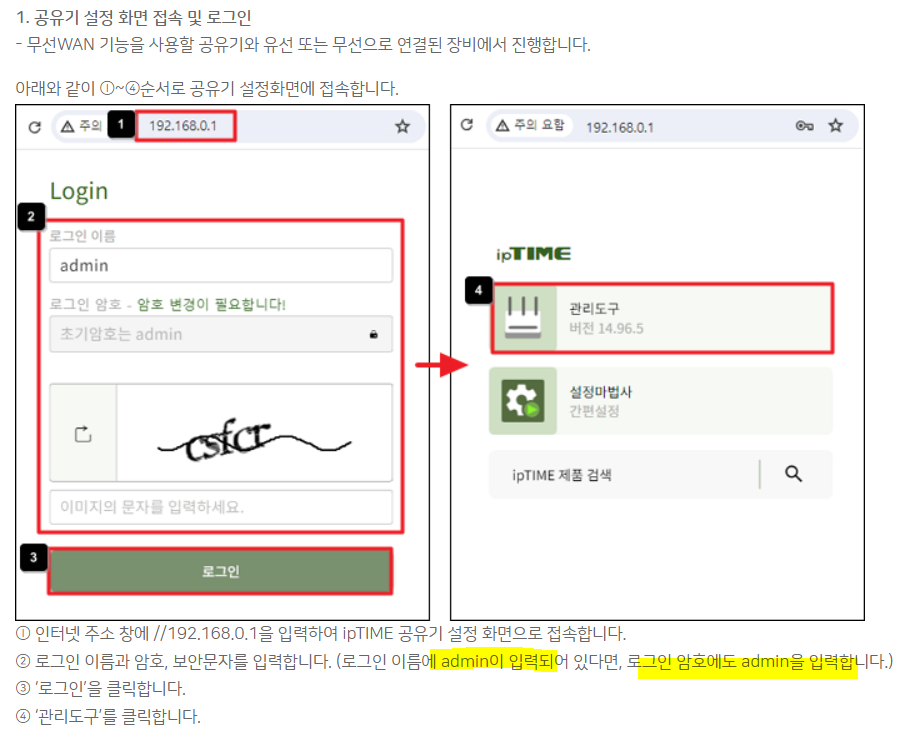 1. 공유기 설정 화면 접속 및 로그인
- 무선WAN 기능을 사용할 공유기와 유선 또는 무선으로 연결된 장비에서 진행합니다.
아래와 같이 ①~④순서로 공유기 설정화면에 접속합니다.
주의 1 192.168.0.1
Login
2
로그인 이름
admin
로그인 암호 - 암호 변경이 필요합니다!
초기암호는 admin
csfcr
이미지의 문자를 입력하세요.
3
로그인
주의 요함 192.168.0.1
ipTIME
4
관리도구
버전 14.96.5
설정마법사
간편설정
ipTIME 제품 검색
① 인터넷 주소 창에 //192.168.0.1을 입력하여 ipTIME 공유기 설정 화면으로 접속합니다.
② 로그인 이름과 암호, 보안문자를 입력합니다. (로그인 이름에 admin이 입력되어 있다면, 로그인 암호에도 admin을 입력합니다.)
③ ‘로그인’을 클릭합니다.
④ ‘관리도구’를 클릭합니다.